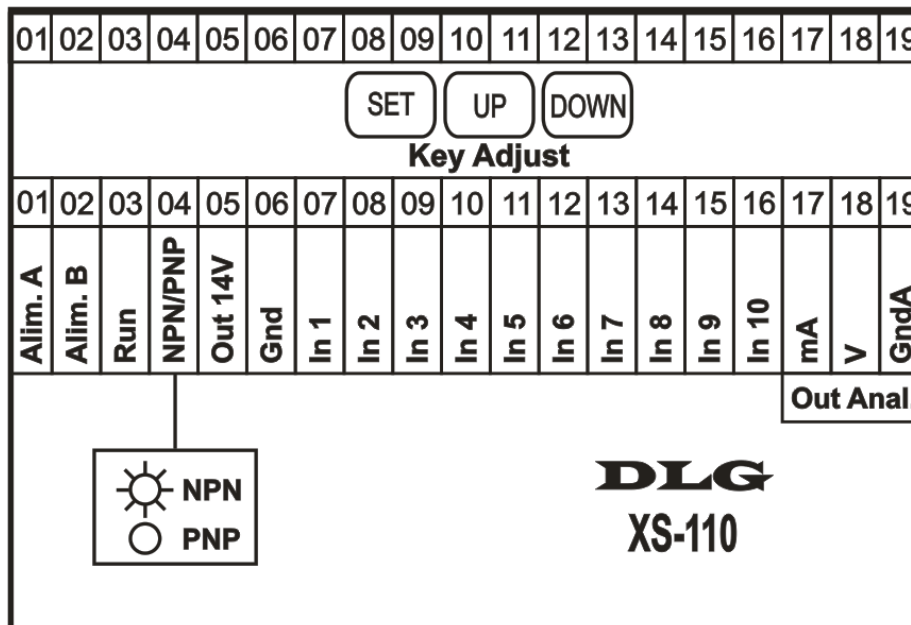 01 02 03 04 05 06 07 08 09 10 11 12 13 14 15 16 17 18 19
SET UP DOWN
Key Adjust
01 02 03 04 05 06 07 08 09 10 11 12 13 14 15 16 17 18 19
Alim. A
Alim. B
Run
NPN/PNP
Out 14V
Gnd
In 1
In 2
In 3
In 4
In 5
In 6
In 7
In 8
In 9
In 10
mA
V
GndA
Out Anal.
NPN
PNP
DLG
XS-110